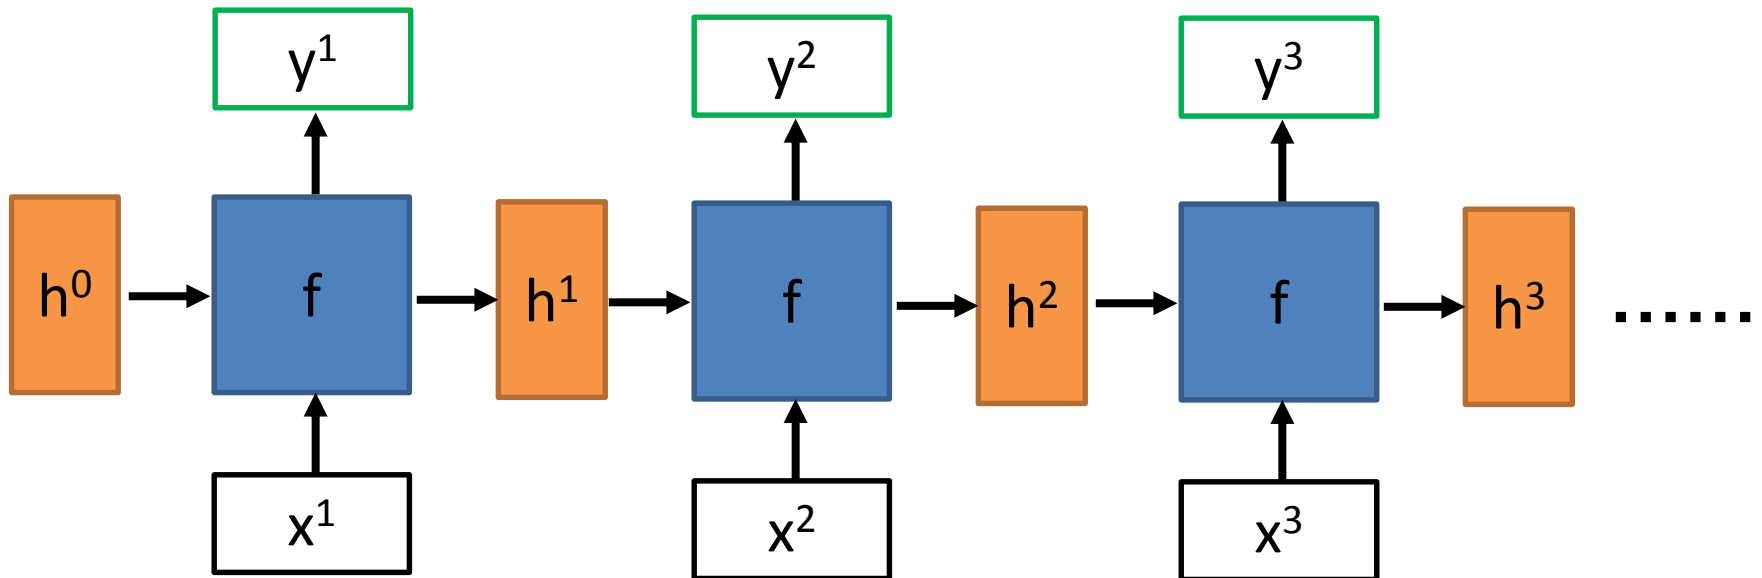 y¹ y² y³
h⁰ f h¹ f h² f h³ ......
x¹ x² x³